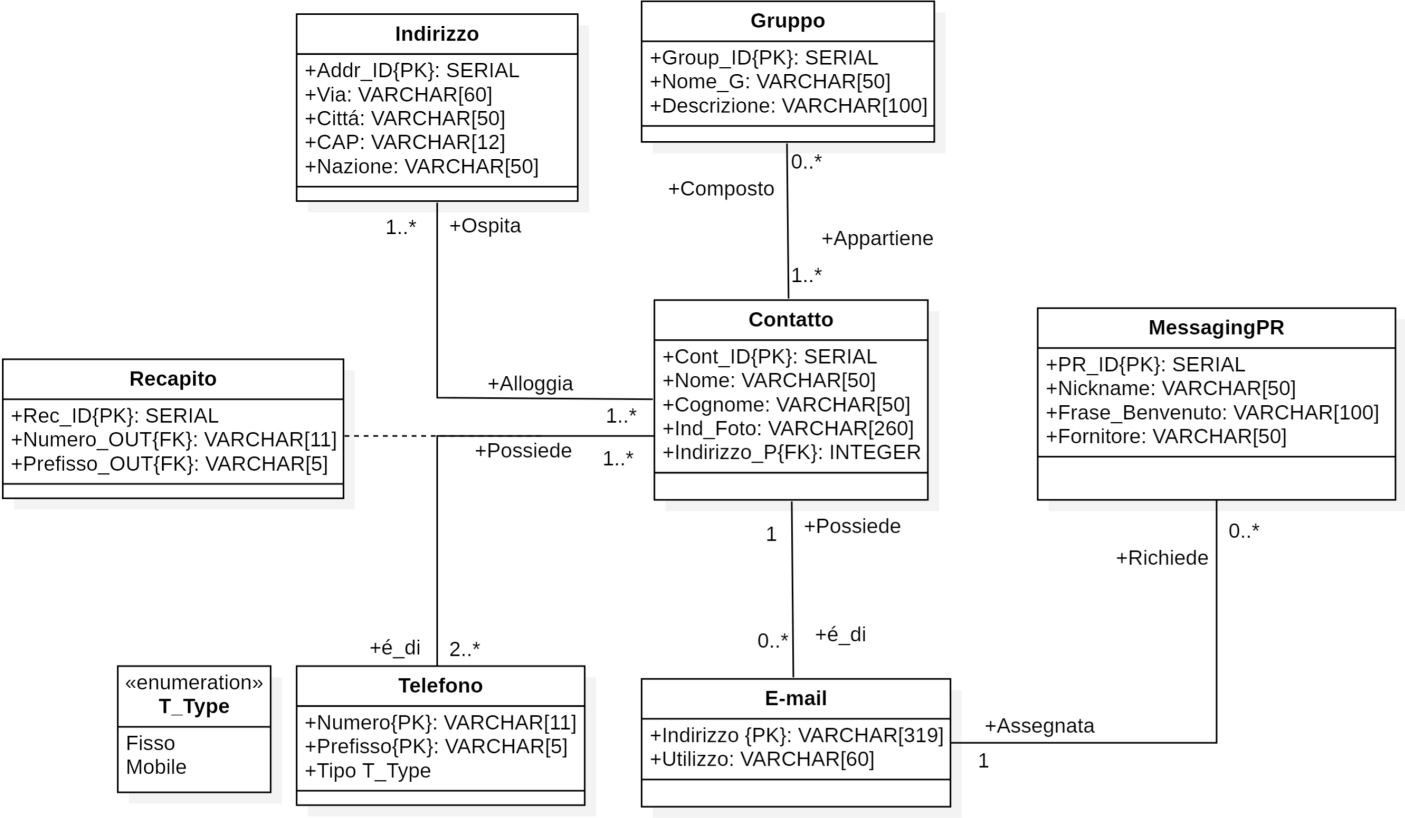 Indirizzo
+Addr_ID{PK}: SERIAL
+Via: VARCHAR[60]
+Cittá: VARCHAR[50]
+CAP: VARCHAR[12]
+Nazione: VARCHAR[50]
Gruppo
+Group_ID{PK}: SERIAL
+Nome_G: VARCHAR[50]
+Descrizione: VARCHAR[100]
1..*
+Ospita
0..*
+Composto
+Appartiene
1..*
Contatto
+Cont_ID{PK}: SERIAL
+Nome: VARCHAR[50]
+Cognome: VARCHAR[50]
+Ind_Foto: VARCHAR[260]
+Indirizzo_P{FK}: INTEGER
MessagingPR
+PR_ID{PK}: SERIAL
+Nickname: VARCHAR[50]
+Frase_Benvenuto: VARCHAR[100]
+Fornitore: VARCHAR[50]
Recapito
+Rec_ID{PK}: SERIAL
+Numero_OUT{FK}: VARCHAR[11]
+Prefisso_OUT{FK}: VARCHAR[5]
+Alloggia
1..*
+Possiede
1..*
1
+Possiede
0..*
+Richiede
+é_di
2..*
0..*
+é_di
«enumeration»
T_Type
Fisso
Mobile
Telefono
+Numero{PK}: VARCHAR[11]
+Prefisso{PK}: VARCHAR[5]
+Tipo T_Type
E-mail
+Indirizzo {PK}: VARCHAR[319]
+Utilizzo: VARCHAR[60]
+Assegnata
1